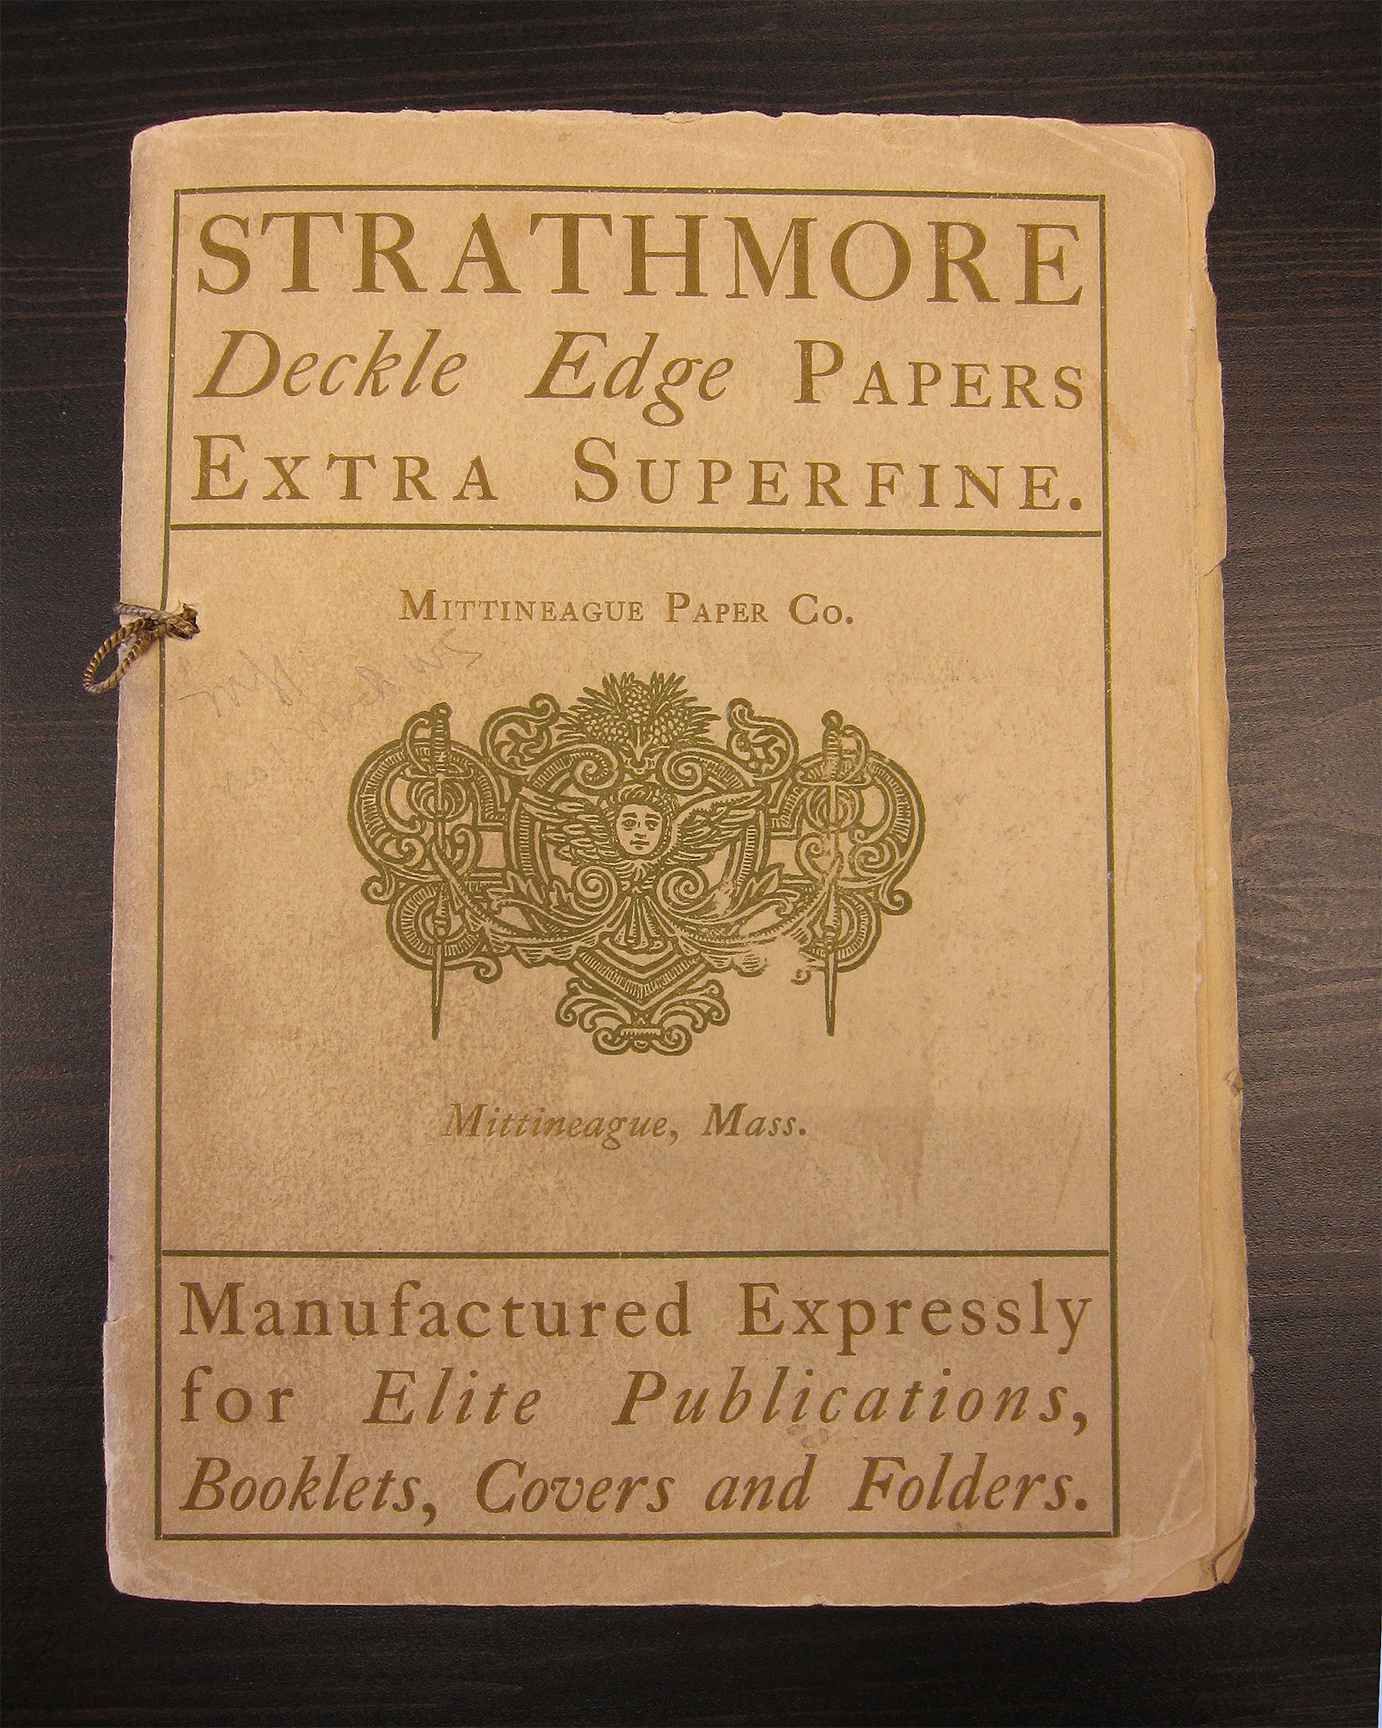 STRATHMORE
Deckle Edge PAPERS
EXTRA SUPERFINE.
MITTINEAGUE PAPER CO.
Mittineague, Mass.
Manufactured Expressly
for Elite Publications,
Booklets, Covers and Folders.